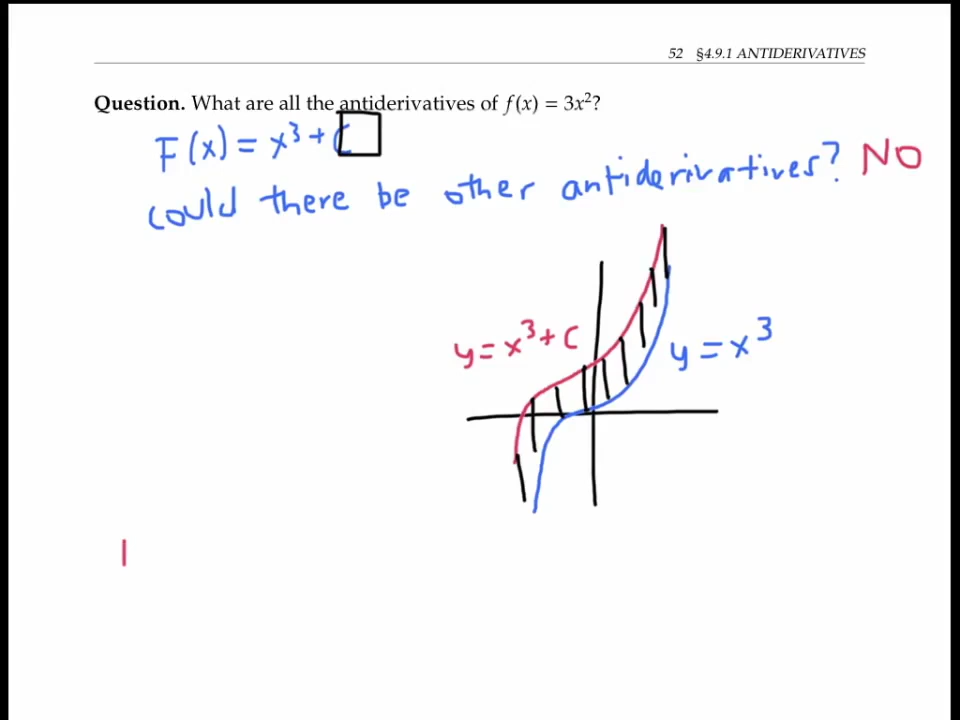 52 §4.9.1 ANTIDERIVATIVES
Question. What are all the antiderivatives of f(x) = 3x²?
F(x) = x³ + C
could there be other antiderivatives? NO
y = x³ + C
y = x³